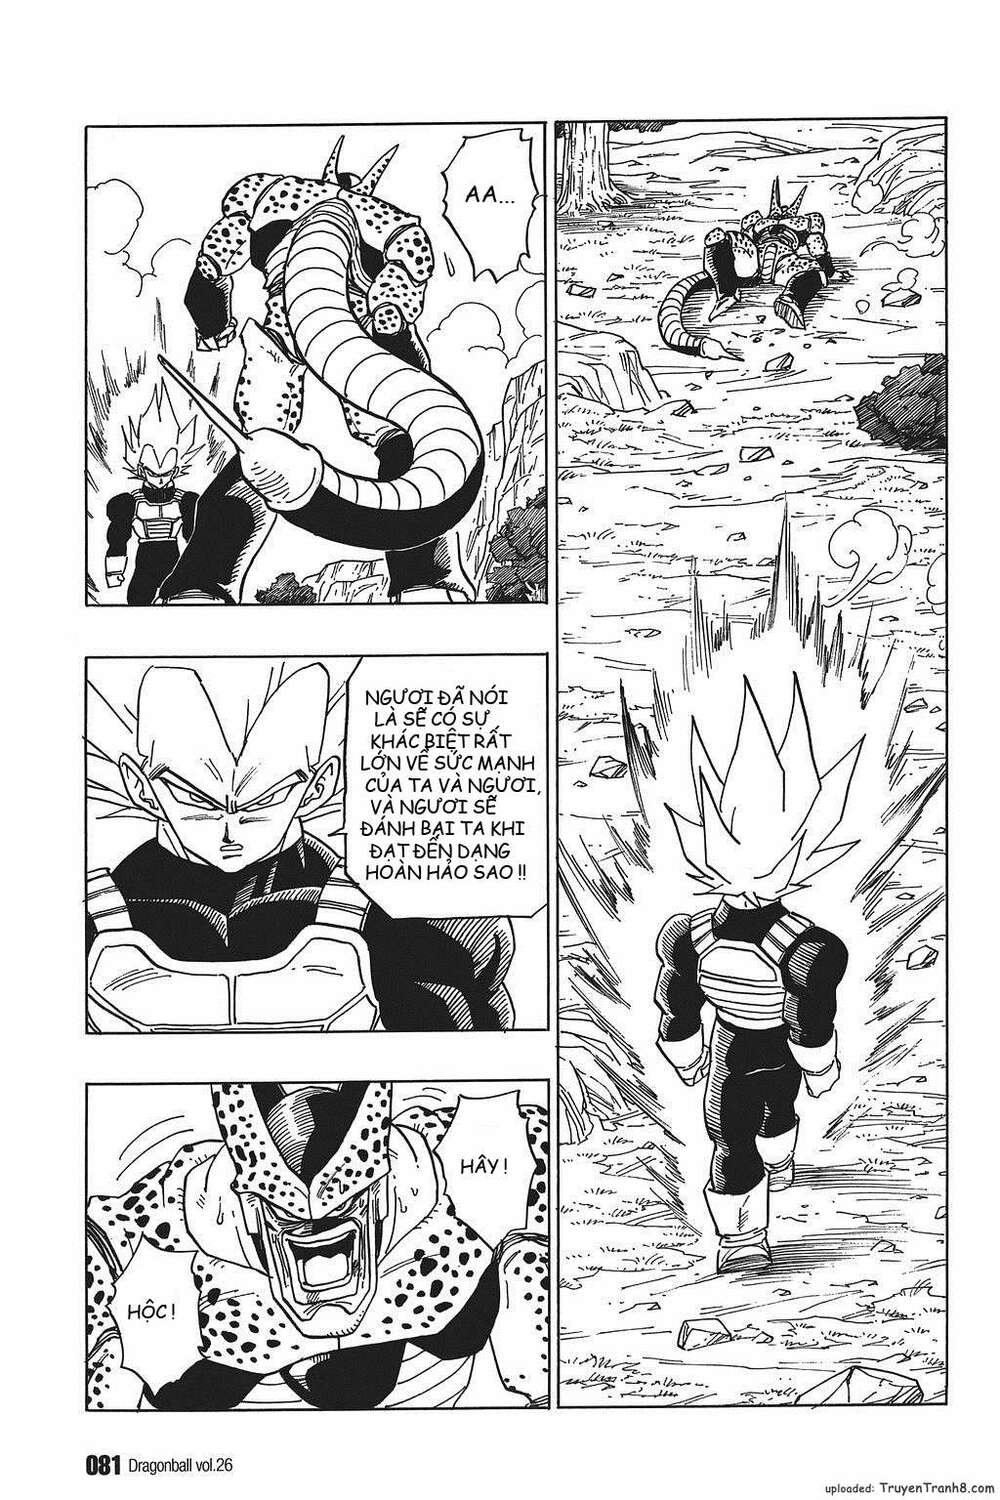 AA...
NGƯƠI ĐÃ NÓI
LÀ SẼ CÓ SỰ
KHÁC BIỆT RẤT
LỚN VỀ SỨC MẠNH
CỦA TA VÀ NGƯƠI,
VÀ NGƯƠI SẼ
ĐÁNH BẠI TA KHI
ĐẠT ĐẾN DẠNG
HOÀN HẢO SAO !!
HÂY !
HỘC !
081 Dragonball vol.26
uploaded: TruyenTranh8.com